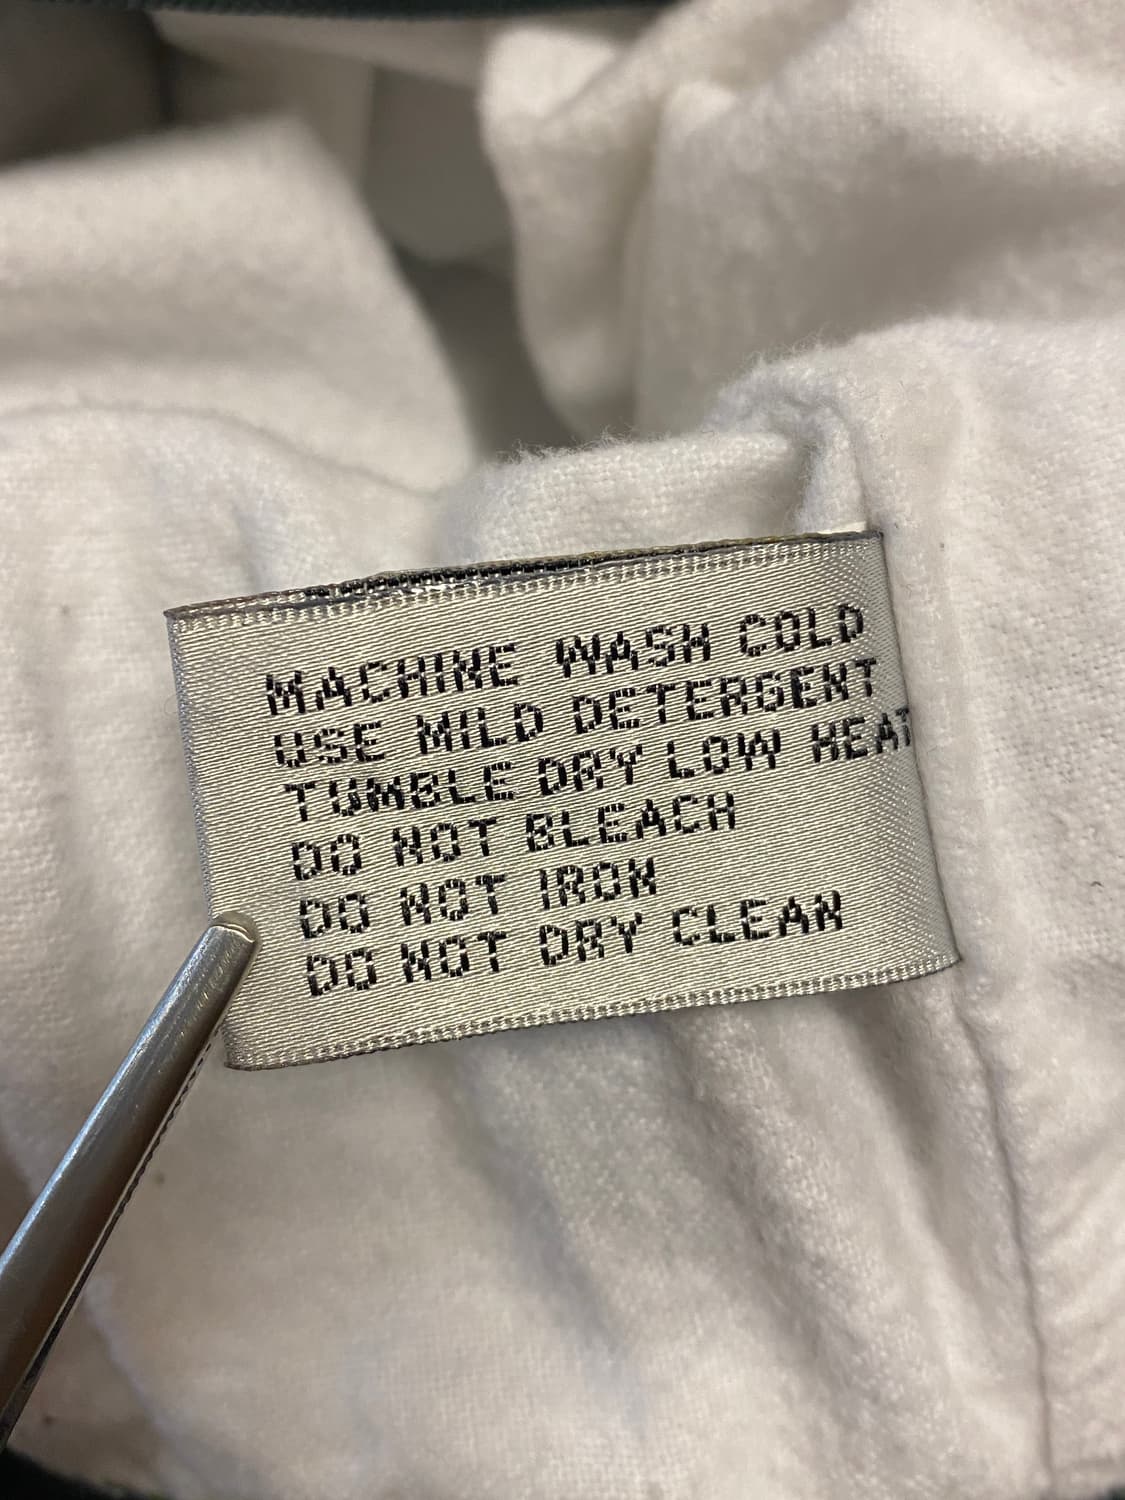 MACHINE WASH COLD
USE MILD DETERGENT
TUMBLE DRY LOW HEAT
DO NOT BLEACH
DO NOT IRON
DO NOT DRY CLEAN